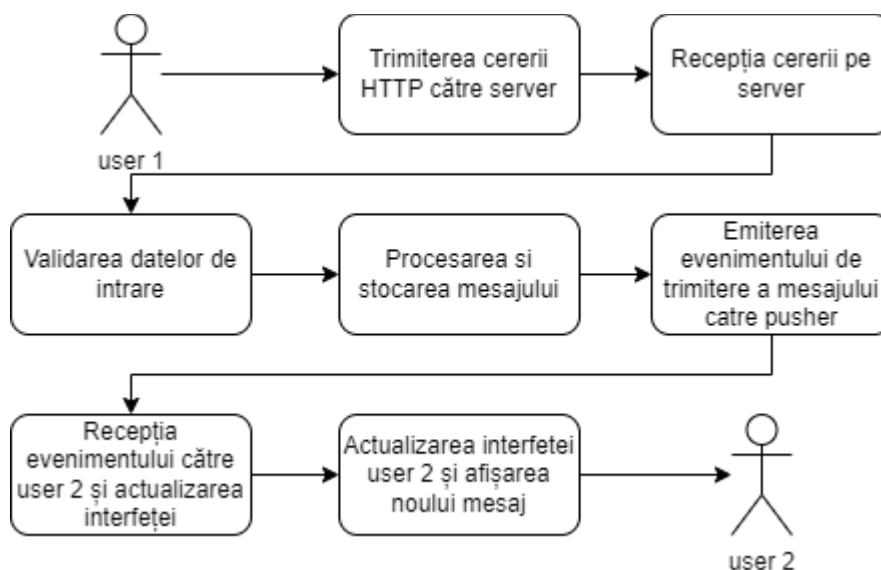 Trimiterea cererii
HTTP către server
Recepția cererii pe
server
user 1
Validarea datelor de
intrare
Procesarea si
stocarea mesajului
Emiterea
evenimentului de
trimitere a mesajului
catre pusher
Recepția
evenimentului către
user 2 și actualizarea
interfeței
Actualizarea interfetei
user 2 și afișarea
noului mesaj
user 2